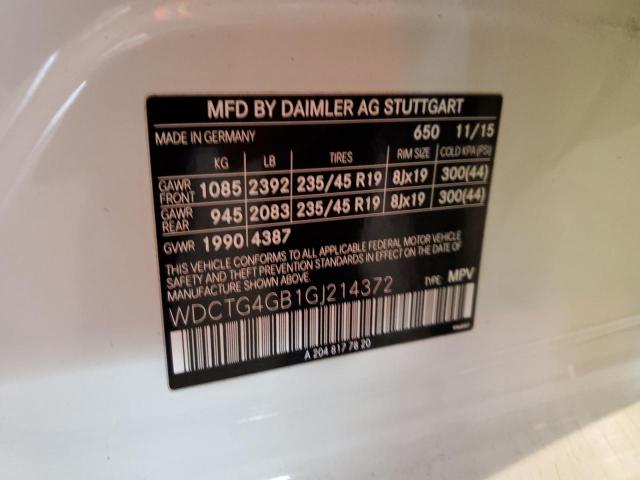 MFD BY DAIMLER AG STUTTGART
MADE IN GERMANY 650 11/15
KG LB TIRES RIM SIZE COLD KPA(PSI)
GAWR FRONT 1085 2392 235/45 R19 8Jx19 300(44)
GAWR REAR 945 2083 235/45 R19 8Jx19 300(44)
GVWR 1990 4387
THIS VEHICLE CONFORMS TO ALL APPLICABLE FEDERAL MOTOR VEHICLE
SAFETY, BUMPER, AND THEFT PREVENTION STANDARDS IN EFFECT ON THE DATE OF
MANUFACTURE SHOWN ABOVE.
WDCTG4GB1GJ214372 TYPE: MPV
A 204 817 78 20